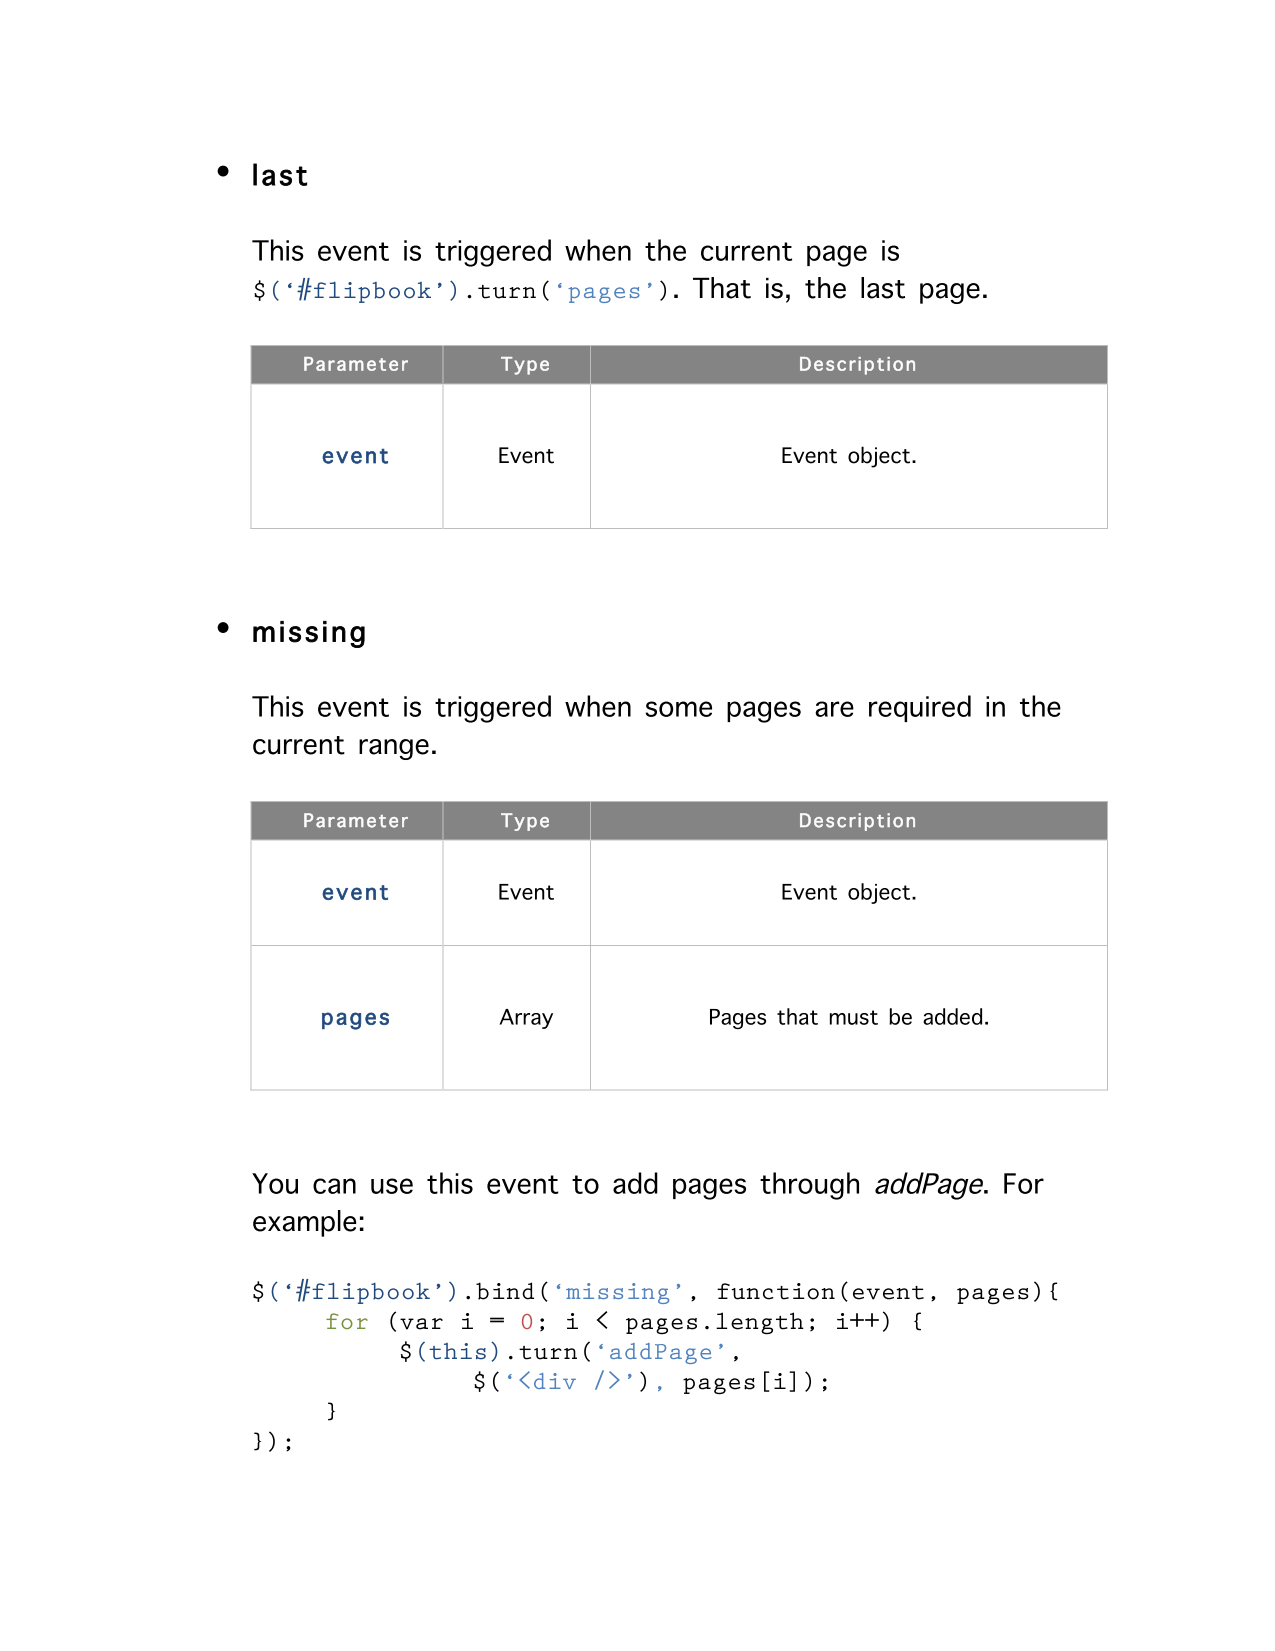 • last
This event is triggered when the current page is
$(‘#flipbook’).turn(‘pages’). That is, the last page.
Parameter Type Description
event Event Event object.
• missing
This event is triggered when some pages are required in the
current range.
Parameter Type Description
event Event Event object.
pages Array Pages that must be added.
You can use this event to add pages through addPage. For
example:
$(‘#flipbook’).bind(‘missing’, function(event, pages){
for (var i = 0; i < pages.length; i++) {
$(this).turn(‘addPage’,
$(‘<div />’), pages[i]);
}
});